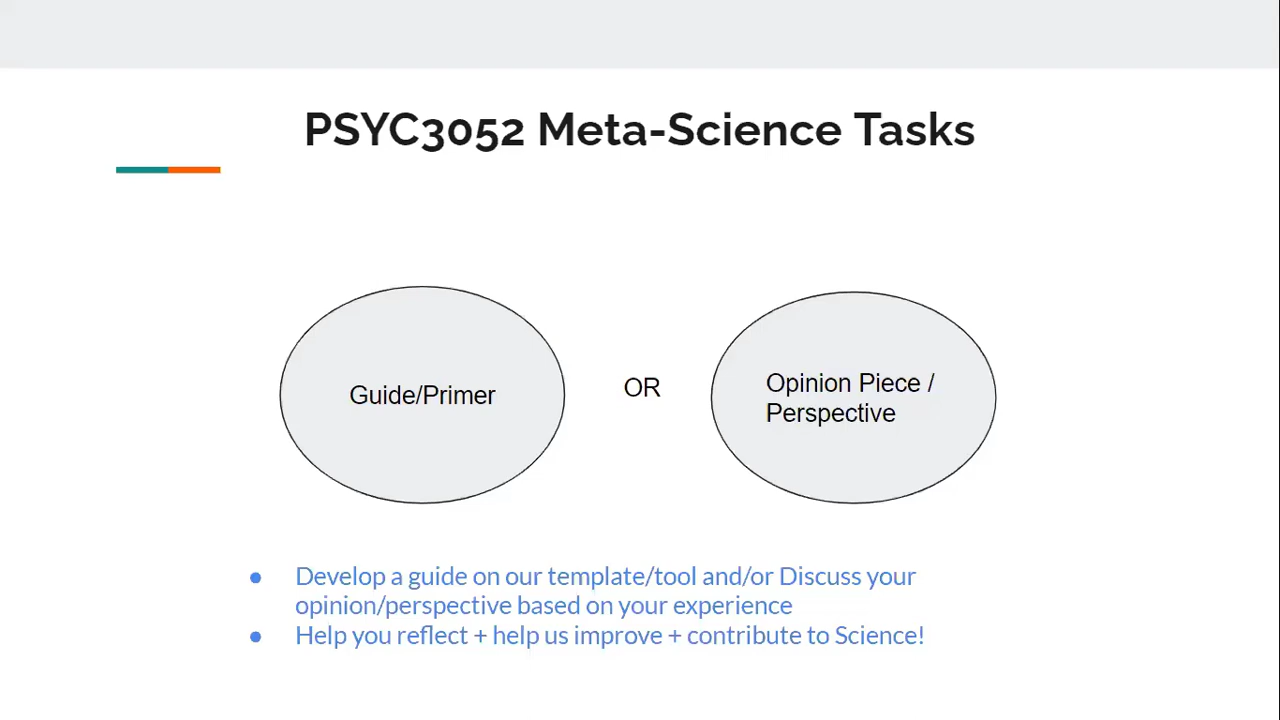 PSYC3052 Meta-Science Tasks
Guide/Primer
OR
Opinion Piece /
Perspective
● Develop a guide on our template/tool and/or Discuss your
opinion/perspective based on your experience
● Help you reflect + help us improve + contribute to Science!